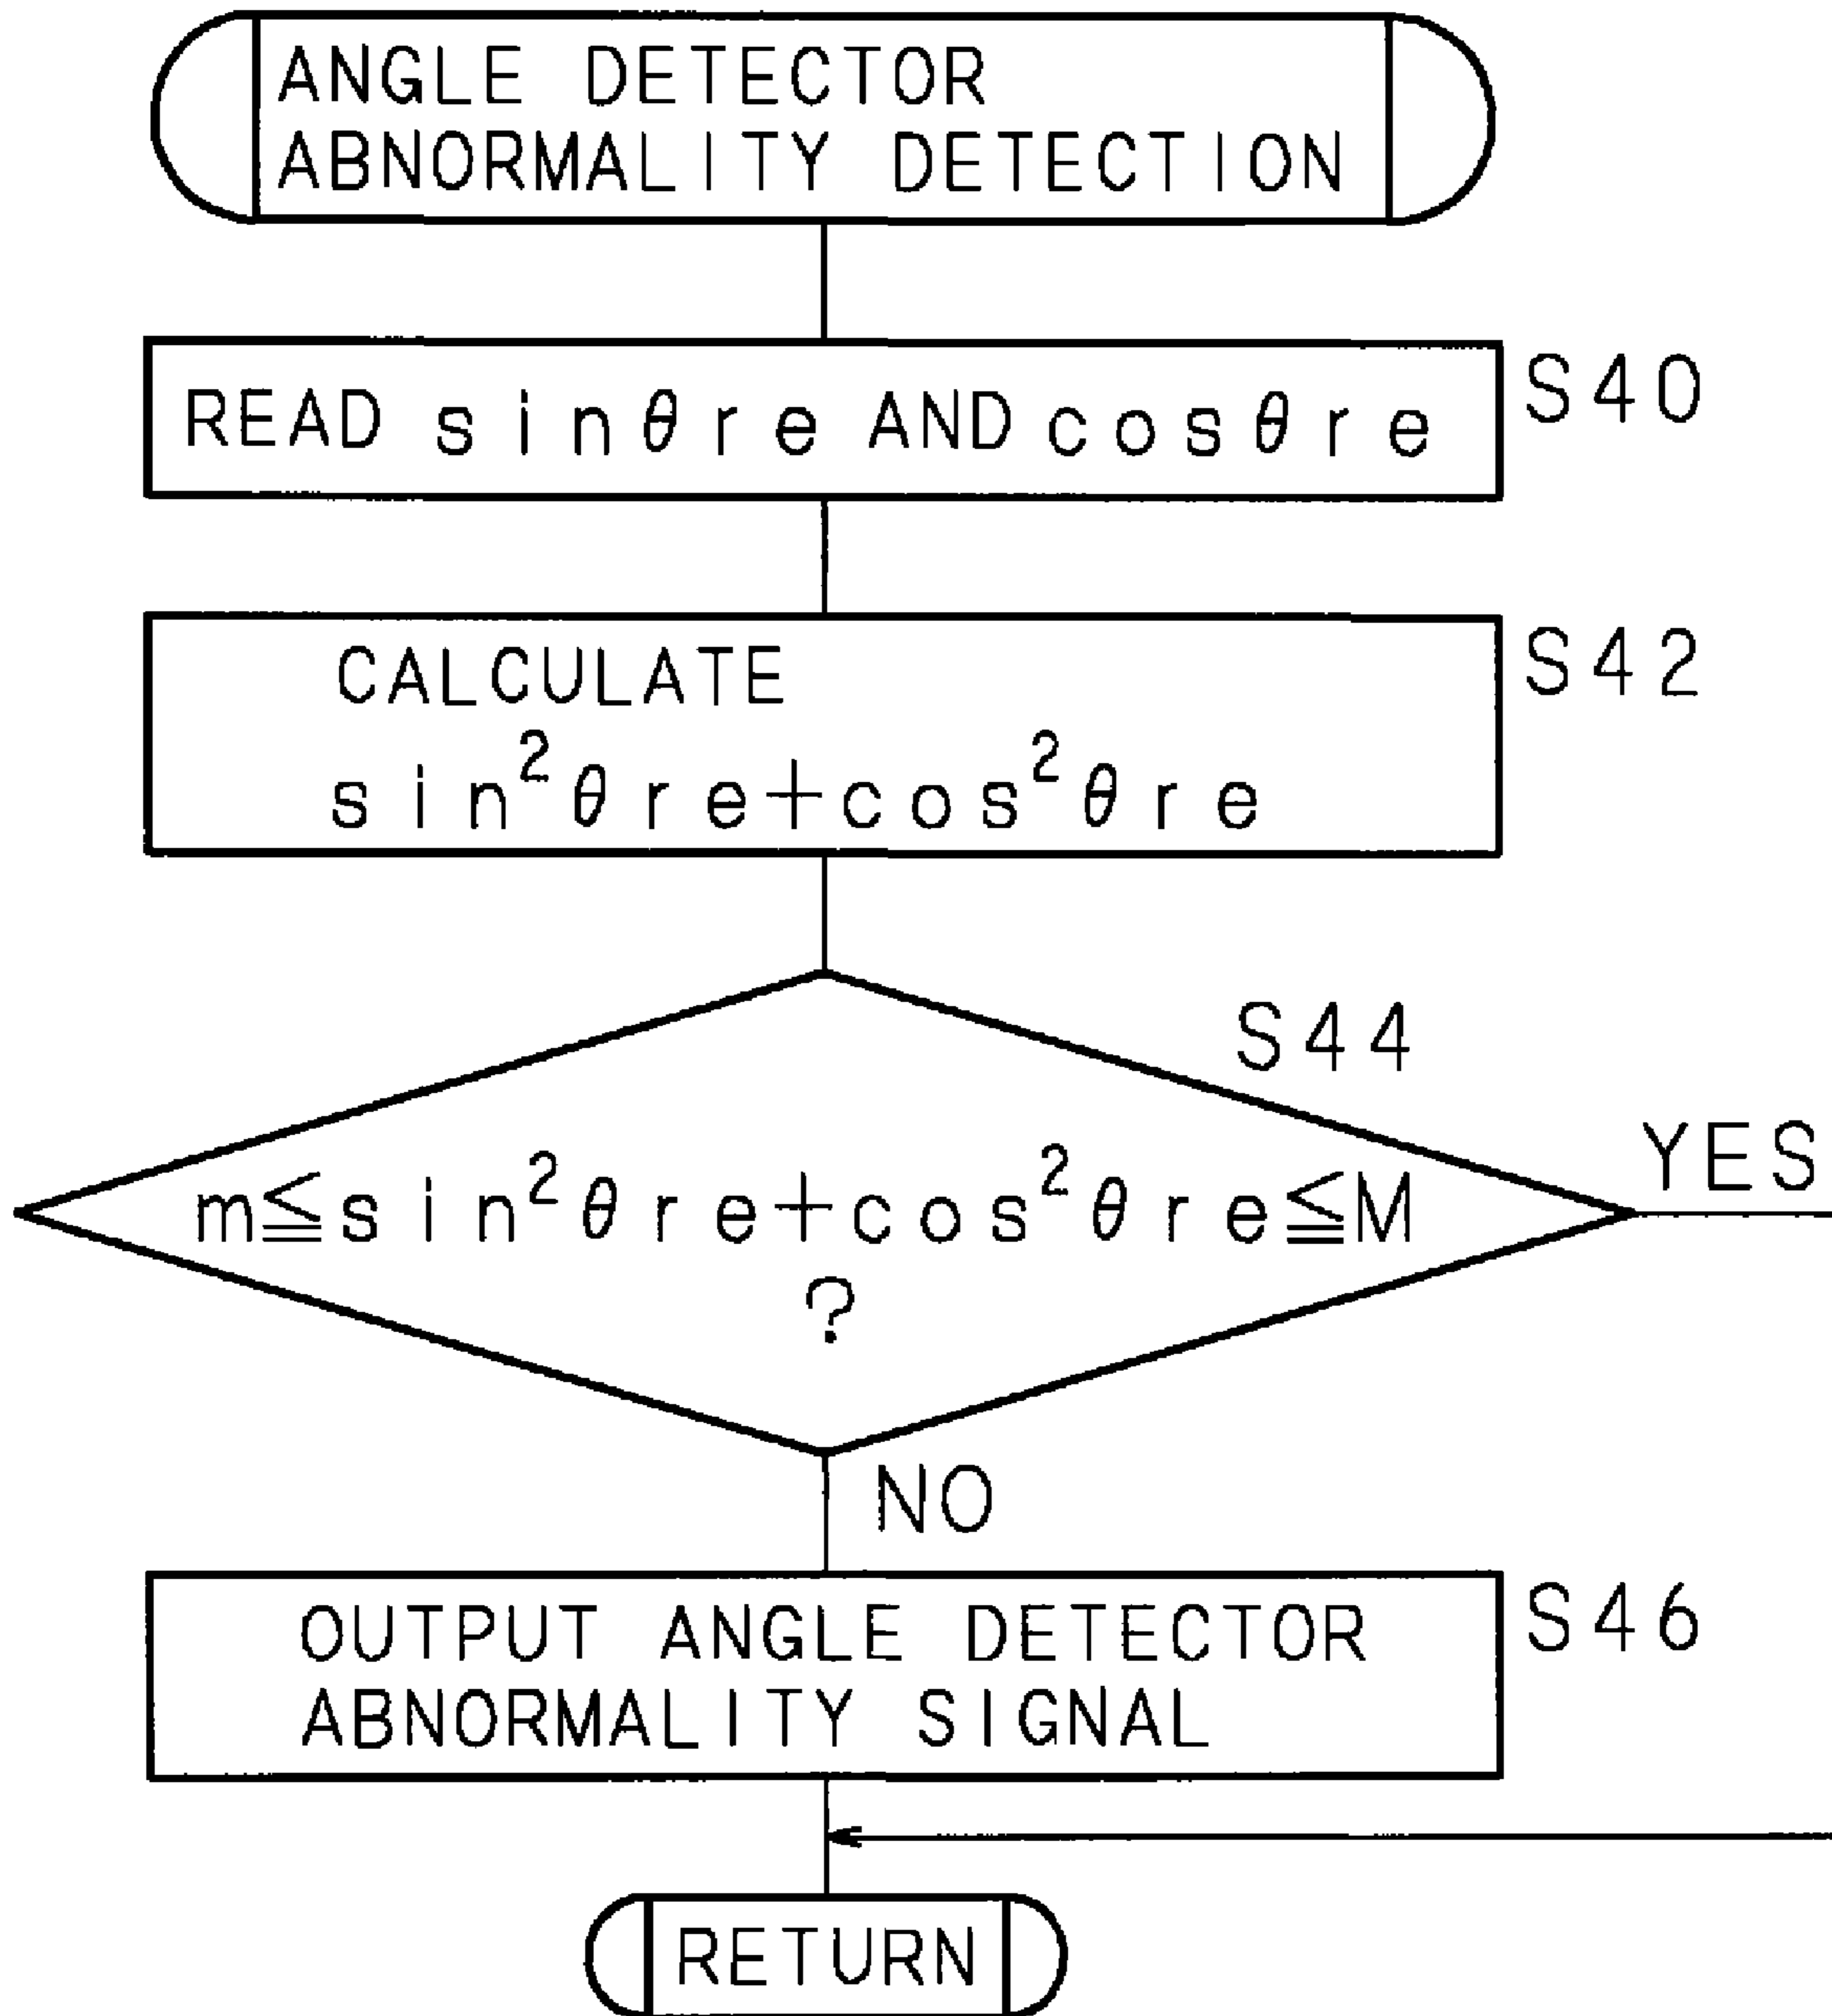 ANGLE DETECTOR
ABNORMALITY DETECTION
READ sinθre AND cosθre
S40
CALCULATE
S42
sin²θre+cos²θre
S44
YES
m≦sin²θre+cos²θre≦M
?
NO
OUTPUT ANGLE DETECTOR
S46
ABNORMALITY SIGNAL
RETURN